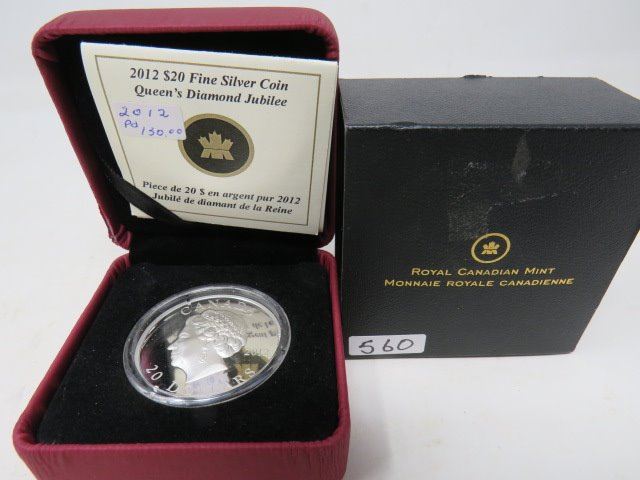 2012 $20 Fine Silver Coin
Queen's Diamond Jubilee
2012
Pd
130.00
Pièce de 20 $ en argent pur 2012
Jubilé de diamant de la Reine
ROYAL CANADIAN MINT
MONNAIE ROYALE CANADIENNE
560
CANADA
2012
20 DOLLARS